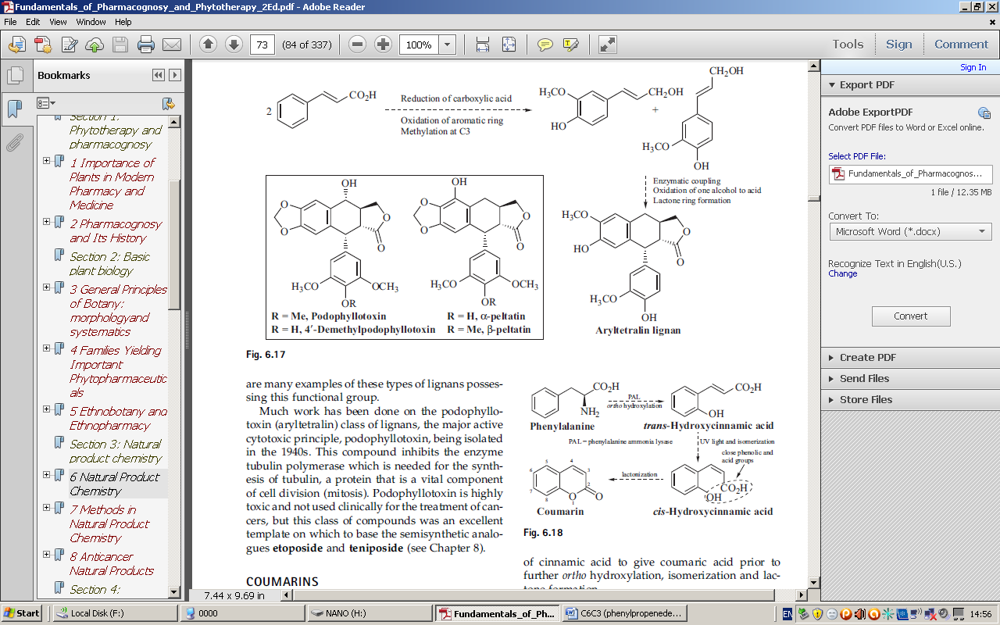 Fundamentals_of_Pharmacognosy_and_Phytotherapy_2Ed.pdf - Adobe Reader
File Edit View Window Help
73 (84 of 337) 100% Tools Sign Comment
Sign In
Bookmarks
Section 1:
Phytotherapy and
pharmacognosy
1 Importance of
Plants in Modern
Pharmacy and
Medicine
2 Pharmacognosy
and Its History
Section 2: Basic
plant biology
3 General Principles
of Botany:
morphologyand
systematics
4 Families Yielding
Important
Phytopharmaceutic
als
5 Ethnobotany and
Ethnopharmacy
Section 3: Natural
product chemistry
6 Natural Product
Chemistry
7 Methods in
Natural Product
Chemistry
8 Anticancer
Natural Products
Section 4:
2
CO₂H
Reduction of carboxylic acid
Oxidation of aromatic ring
Methylation at C3
H₃CO
CH₂OH
HO
+
CH₂OH
H₃CO
OH
Enzymatic coupling
Oxidation of one alcohol to acid
Lactone ring formation
OH
O
O
O
O
H₃CO
OCH₃
OR
R = Me, Podophyllotoxin
R = H, 4′-Demethylpodophyllotoxin
OH
O
O
O
O
H₃CO
OCH₃
OR
R = H, α-peltatin
R = Me, β-peltatin
H₃CO
HO
O
O
H₃CO
OH
Aryltetralin lignan
Fig. 6.17
are many examples of these types of lignans posses-
sing this functional group.
Much work has been done on the podophyllo-
toxin (aryltetralin) class of lignans, the major active
cytotoxic principle, podophyllotoxin, being isolated
in the 1940s. This compound inhibits the enzyme
tubulin polymerase which is needed for the synth-
esis of tubulin, a protein that is a vital component
of cell division (mitosis). Podophyllotoxin is highly
toxic and not used clinically for the treatment of can-
cers, but this class of compounds was an excellent
template on which to base the semisynthetic analo-
gues etoposide and teniposide (see Chapter 8).
COUMARINS
CO₂H
NH₂
Phenylalanine
PAL
ortho hydroxylation
CO₂H
OH
trans-Hydroxycinnamic acid
PAL = phenylalanine ammonia lysase
UV light and isomerization
close phenolic and
acid groups
CO₂H
OH
cis-Hydroxycinnamic acid
lactonization
5 4
6 3
7 2
8 O O
1
Coumarin
Fig. 6.18
of cinnamic acid to give coumaric acid prior to
further ortho hydroxylation, isomerization and lac-
tone formation
7.44 x 9.69 in
Export PDF
Adobe ExportPDF
Convert PDF files to Word or Excel online.
Select PDF File:
Fundamentals_of_Pharmacognos...
1 file / 12.35 MB
Convert To:
Microsoft Word (*.docx)
Recognize Text in English(U.S.)
Change
Convert
Create PDF
Send Files
Store Files
Start Local Disk (F:) 0000 NANO (H:) Fundamentals_of_Ph... C6C3 (phenylpropenede... EN 14:56